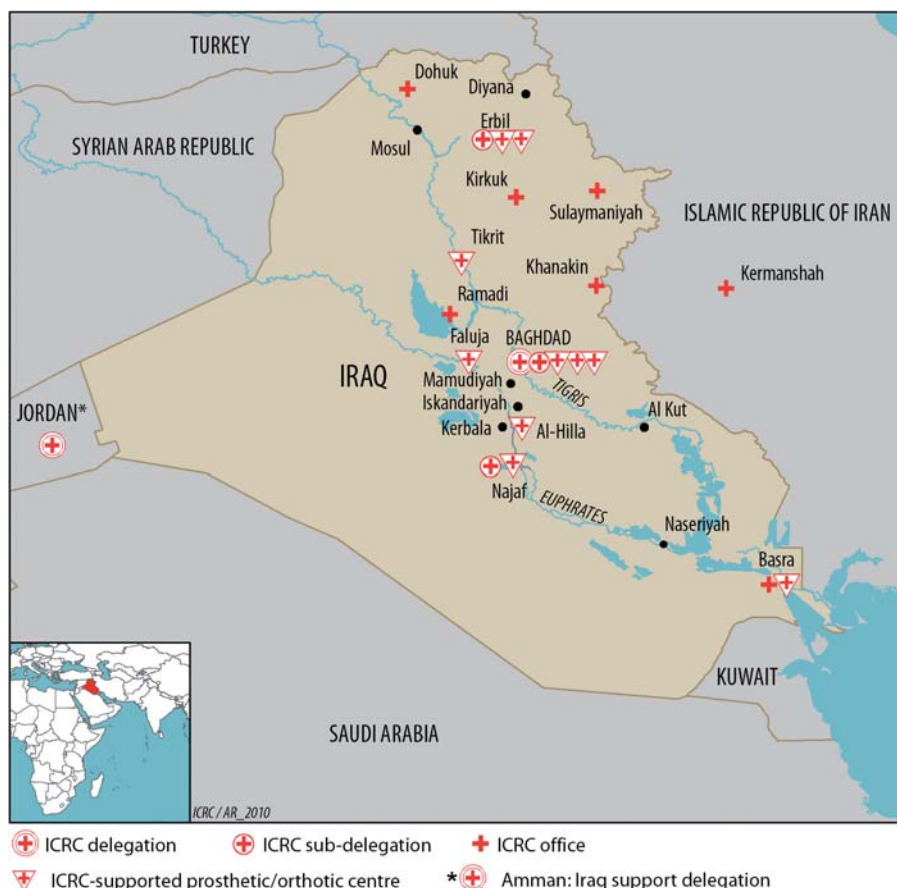 TURKEY
Dohuk
Diyana
Erbil
SYRIAN ARAB REPUBLIC
Mosul
Kirkuk
Sulaymaniyah
ISLAMIC REPUBLIC OF IRAN
Tikrit
Khanakin
Kermanshah
Ramadi
Faluja
BAGHDAD
IRAQ
Mamudiyah
TIGRIS
Iskandariyah
JORDAN*
Al Kut
Kerbala
Al-Hilla
Najaf
EUPHRATES
Naseriyah
Basra
KUWAIT
SAUDI ARABIA
ICRC / AR_2010
ICRC delegation
ICRC sub-delegation
ICRC office
ICRC-supported prosthetic/orthotic centre
* Amman: Iraq support delegation